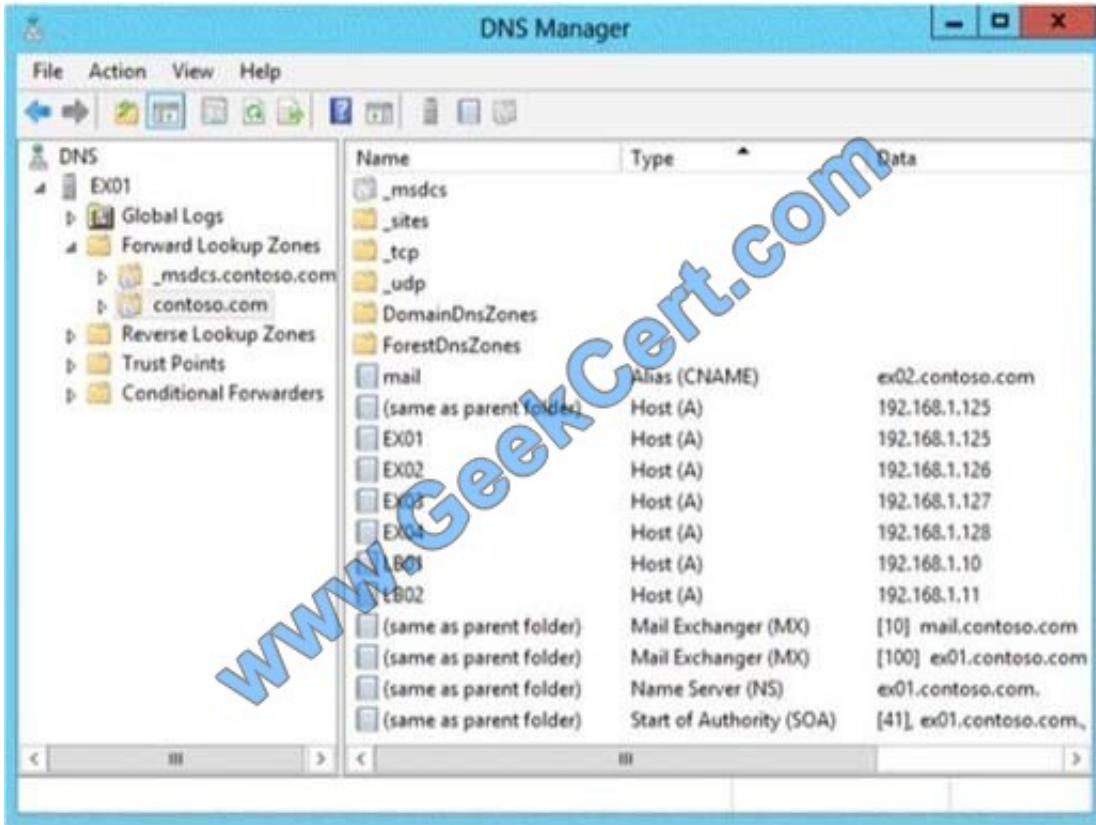 DNS Manager
File Action View Help
DNS
EX01
Global Logs
Forward Lookup Zones
_msdcs.contoso.com
contoso.com
Reverse Lookup Zones
Trust Points
Conditional Forwarders
Name Type Data
_msdcs
_sites
_tcp
_udp
DomainDnsZones
ForestDnsZones
mail Alias (CNAME) ex02.contoso.com
(same as parent folder) Host (A) 192.168.1.125
EX01 Host (A) 192.168.1.125
EX02 Host (A) 192.168.1.126
EX03 Host (A) 192.168.1.127
EX04 Host (A) 192.168.1.128
LB01 Host (A) 192.168.1.10
LB02 Host (A) 192.168.1.11
(same as parent folder) Mail Exchanger (MX) [10] mail.contoso.com
(same as parent folder) Mail Exchanger (MX) [100] ex01.contoso.com
(same as parent folder) Name Server (NS) ex01.contoso.com.
(same as parent folder) Start of Authority (SOA) [41], ex01.contoso.com.,
www.GeekCert.com